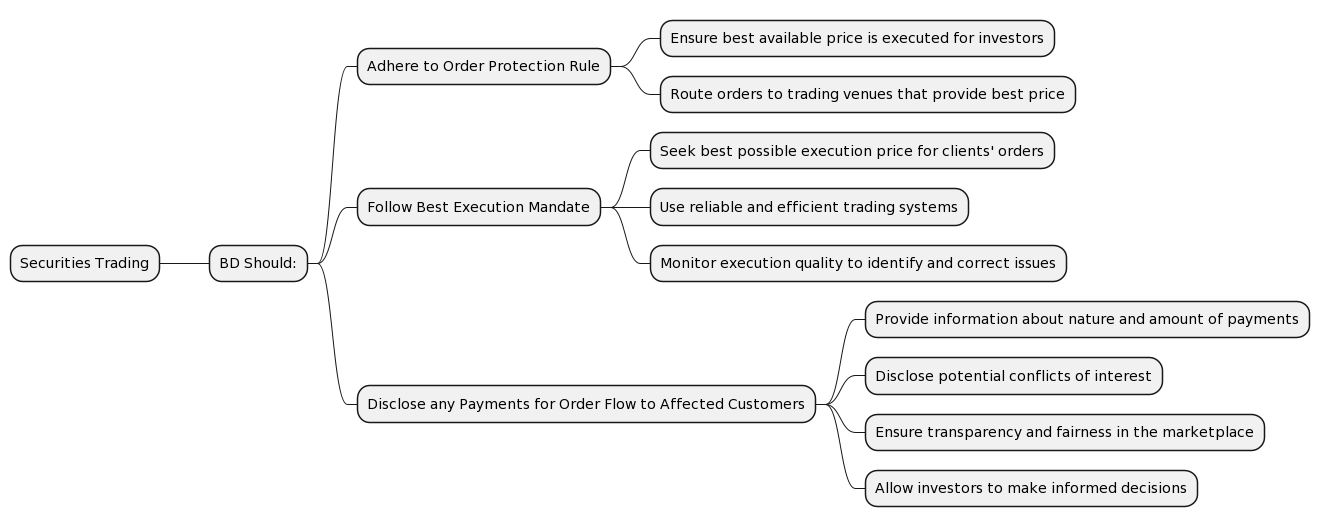 Securities Trading
BD Should:
Adhere to Order Protection Rule
Ensure best available price is executed for investors
Route orders to trading venues that provide best price
Follow Best Execution Mandate
Seek best possible execution price for clients' orders
Use reliable and efficient trading systems
Monitor execution quality to identify and correct issues
Disclose any Payments for Order Flow to Affected Customers
Provide information about nature and amount of payments
Disclose potential conflicts of interest
Ensure transparency and fairness in the marketplace
Allow investors to make informed decisions